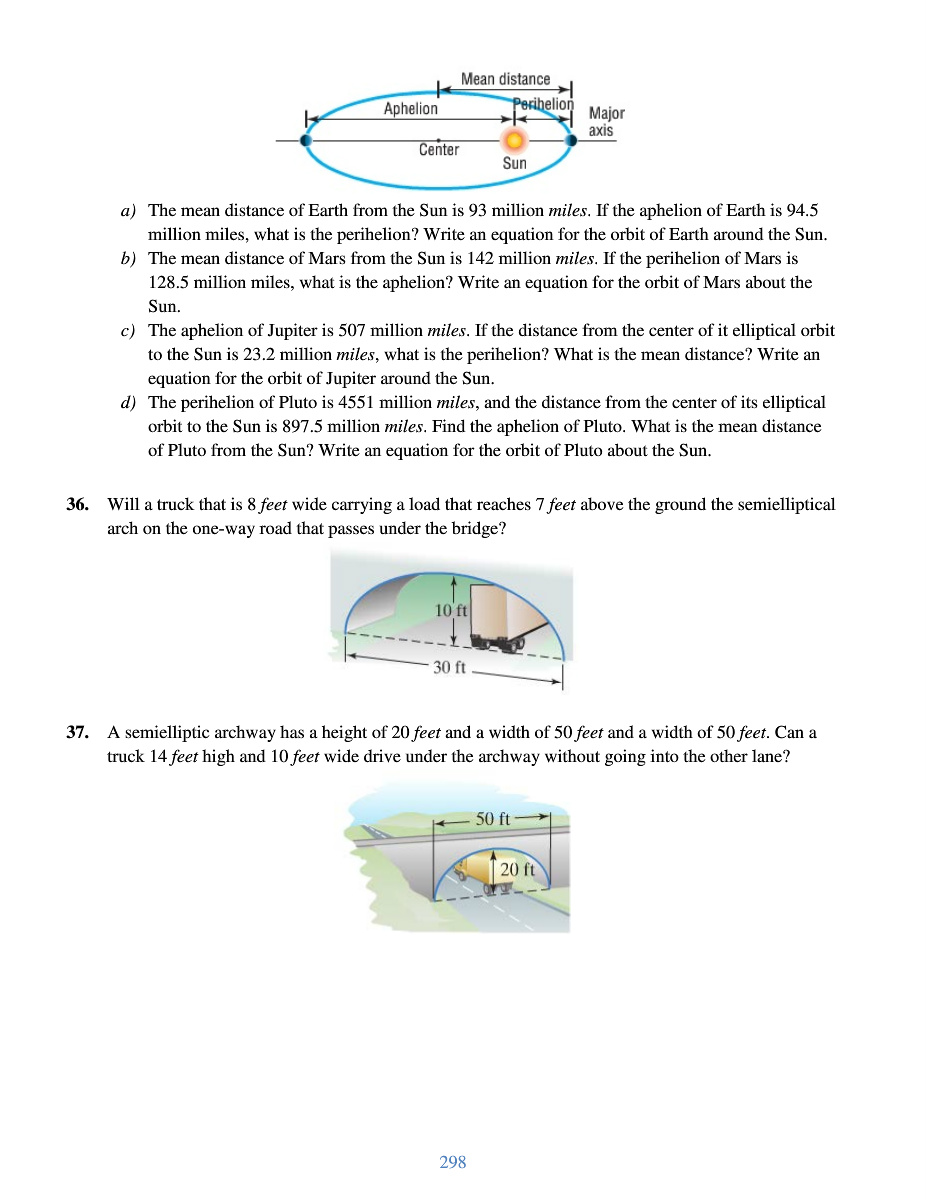 Mean distance
Aphelion
Perihelion
Major
axis
Center
Sun
a) The mean distance of Earth from the Sun is 93 million miles. If the aphelion of Earth is 94.5
million miles, what is the perihelion? Write an equation for the orbit of Earth around the Sun.
b) The mean distance of Mars from the Sun is 142 million miles. If the perihelion of Mars is
128.5 million miles, what is the aphelion? Write an equation for the orbit of Mars about the
Sun.
c) The aphelion of Jupiter is 507 million miles. If the distance from the center of it elliptical orbit
to the Sun is 23.2 million miles, what is the perihelion? What is the mean distance? Write an
equation for the orbit of Jupiter around the Sun.
d) The perihelion of Pluto is 4551 million miles, and the distance from the center of its elliptical
orbit to the Sun is 897.5 million miles. Find the aphelion of Pluto. What is the mean distance
of Pluto from the Sun? Write an equation for the orbit of Pluto about the Sun.
36. Will a truck that is 8 feet wide carrying a load that reaches 7 feet above the ground the semielliptical
arch on the one-way road that passes under the bridge?
10 ft
30 ft
37. A semielliptic archway has a height of 20 feet and a width of 50 feet and a width of 50 feet. Can a
truck 14 feet high and 10 feet wide drive under the archway without going into the other lane?
50 ft
20 ft
298